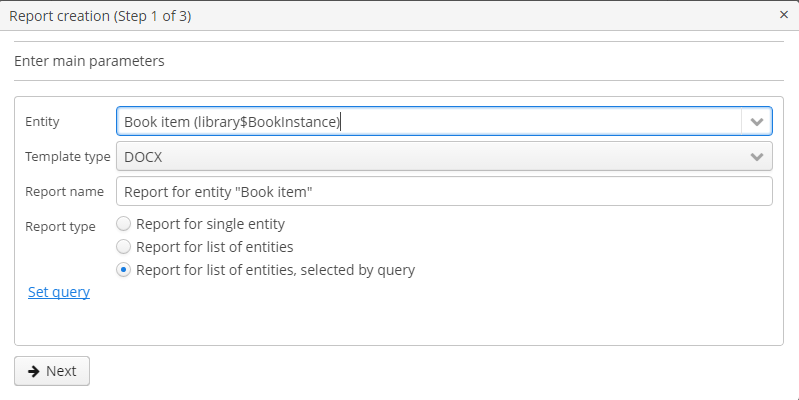 Report creation (Step 1 of 3)
Enter main parameters
Entity Book item (library$BookInstance)
Template type DOCX
Report name Report for entity "Book item"
Report type Report for single entity
Report for list of entities
Report for list of entities, selected by query
Set query
Next